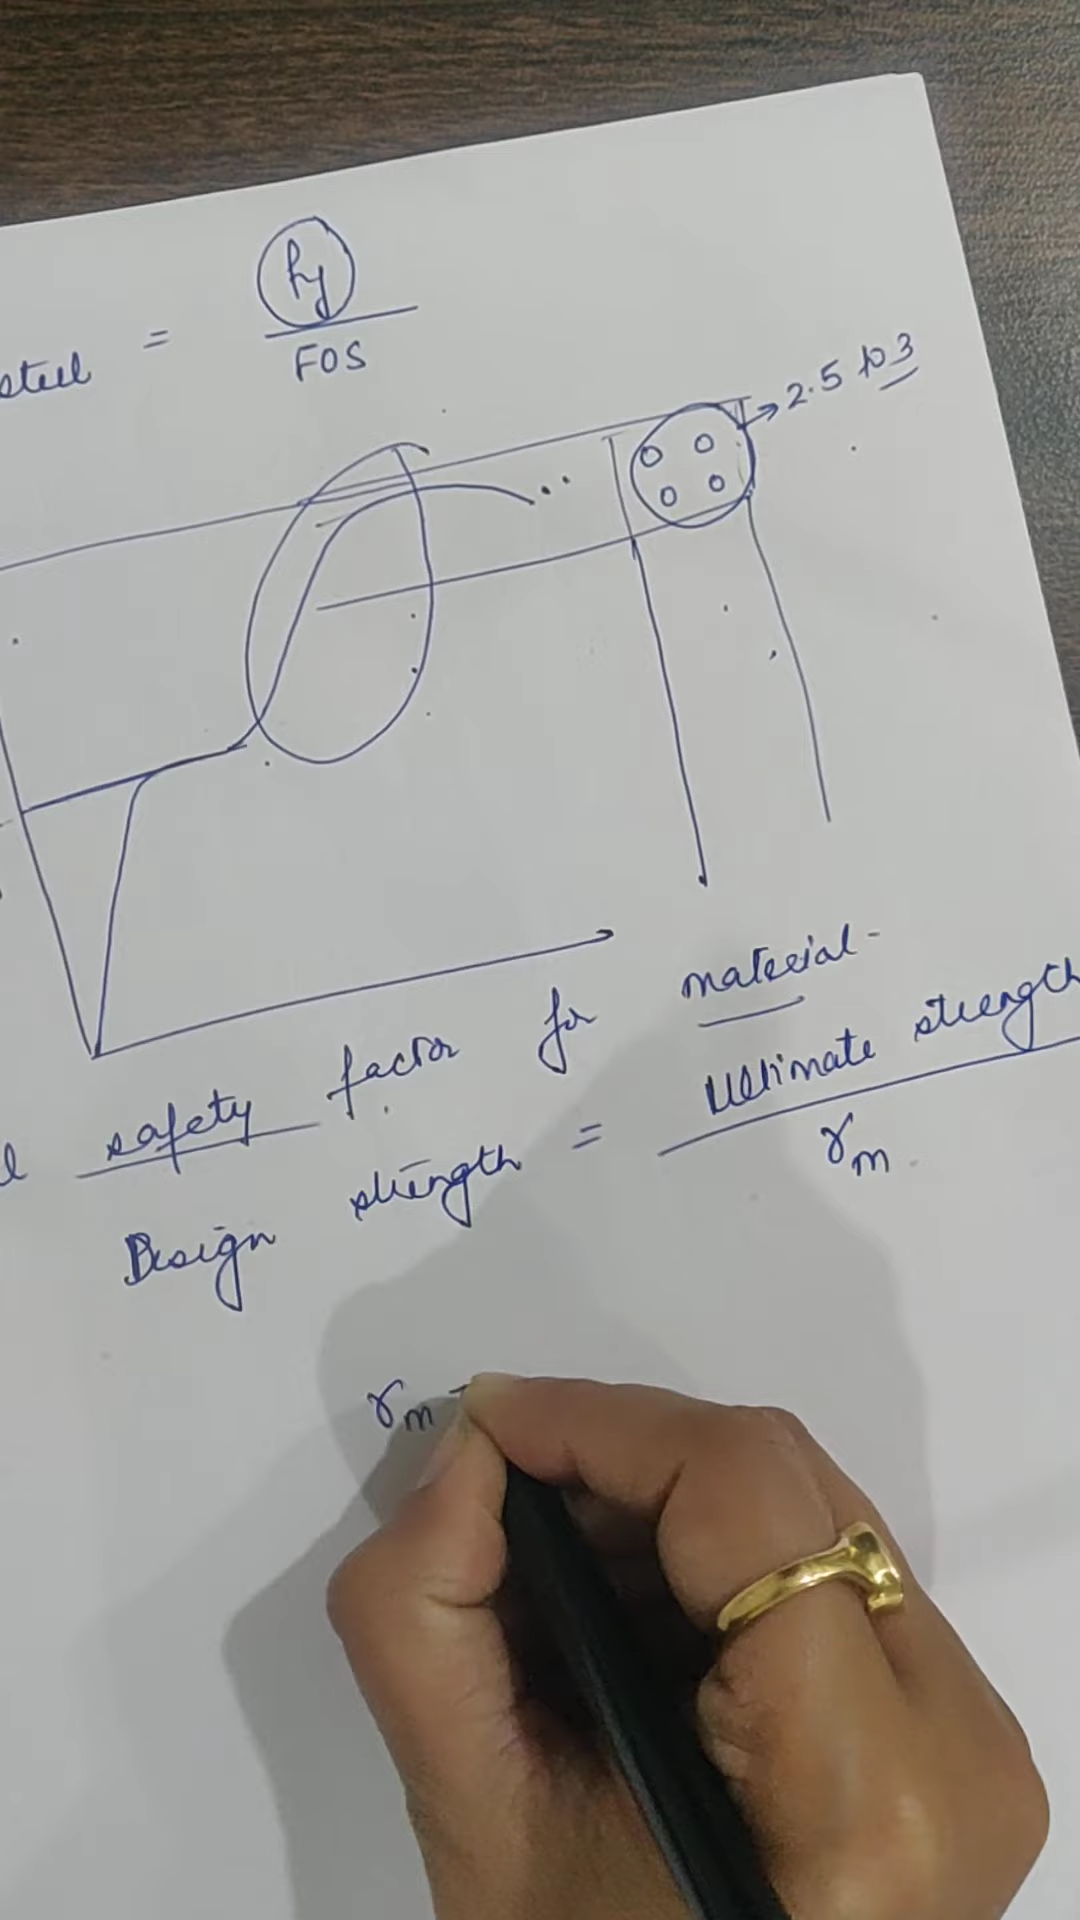 steel = fy
FOS
→ 2.5 to 3
safety factor for material -
Design strength = Ultimate strength
γm
γm